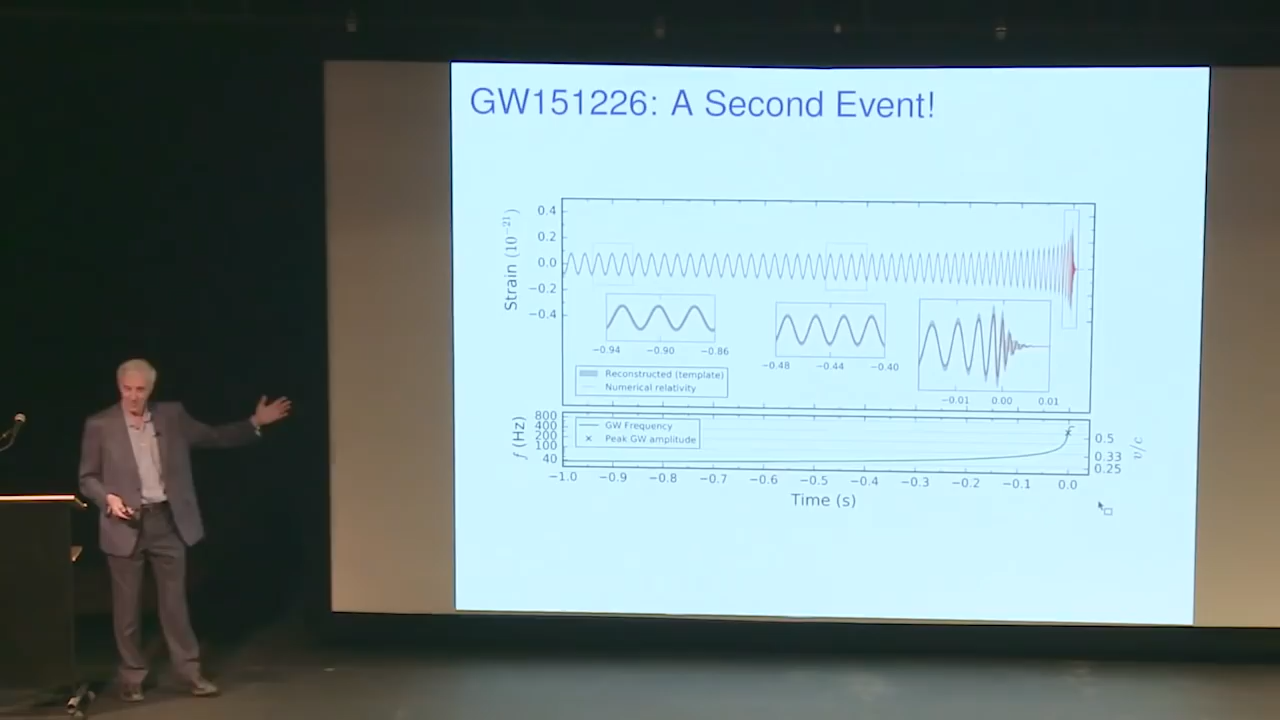 GW151226: A Second Event!
Strain (10⁻²¹)
0.4
0.2
0.0
−0.2
−0.4
−0.94 −0.90 −0.86
−0.48 −0.44 −0.40
−0.01 0.00 0.01
Reconstructed (template)
Numerical relativity
f (Hz)
800
400
200
100
40
GW Frequency
Peak GW amplitude
0.5
0.33
0.25
v/c
−1.0 −0.9 −0.8 −0.7 −0.6 −0.5 −0.4 −0.3 −0.2 −0.1 0.0
Time (s)